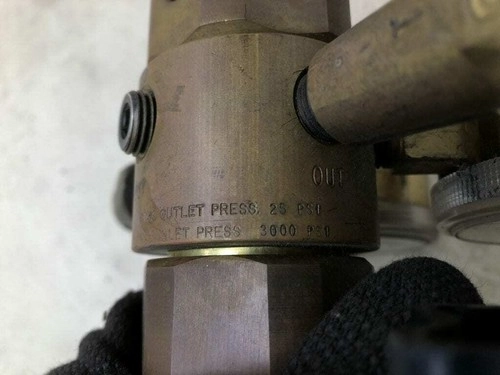 OUT
OUTLET PRESS 25 PSI
LET PRESS 3000 PSI